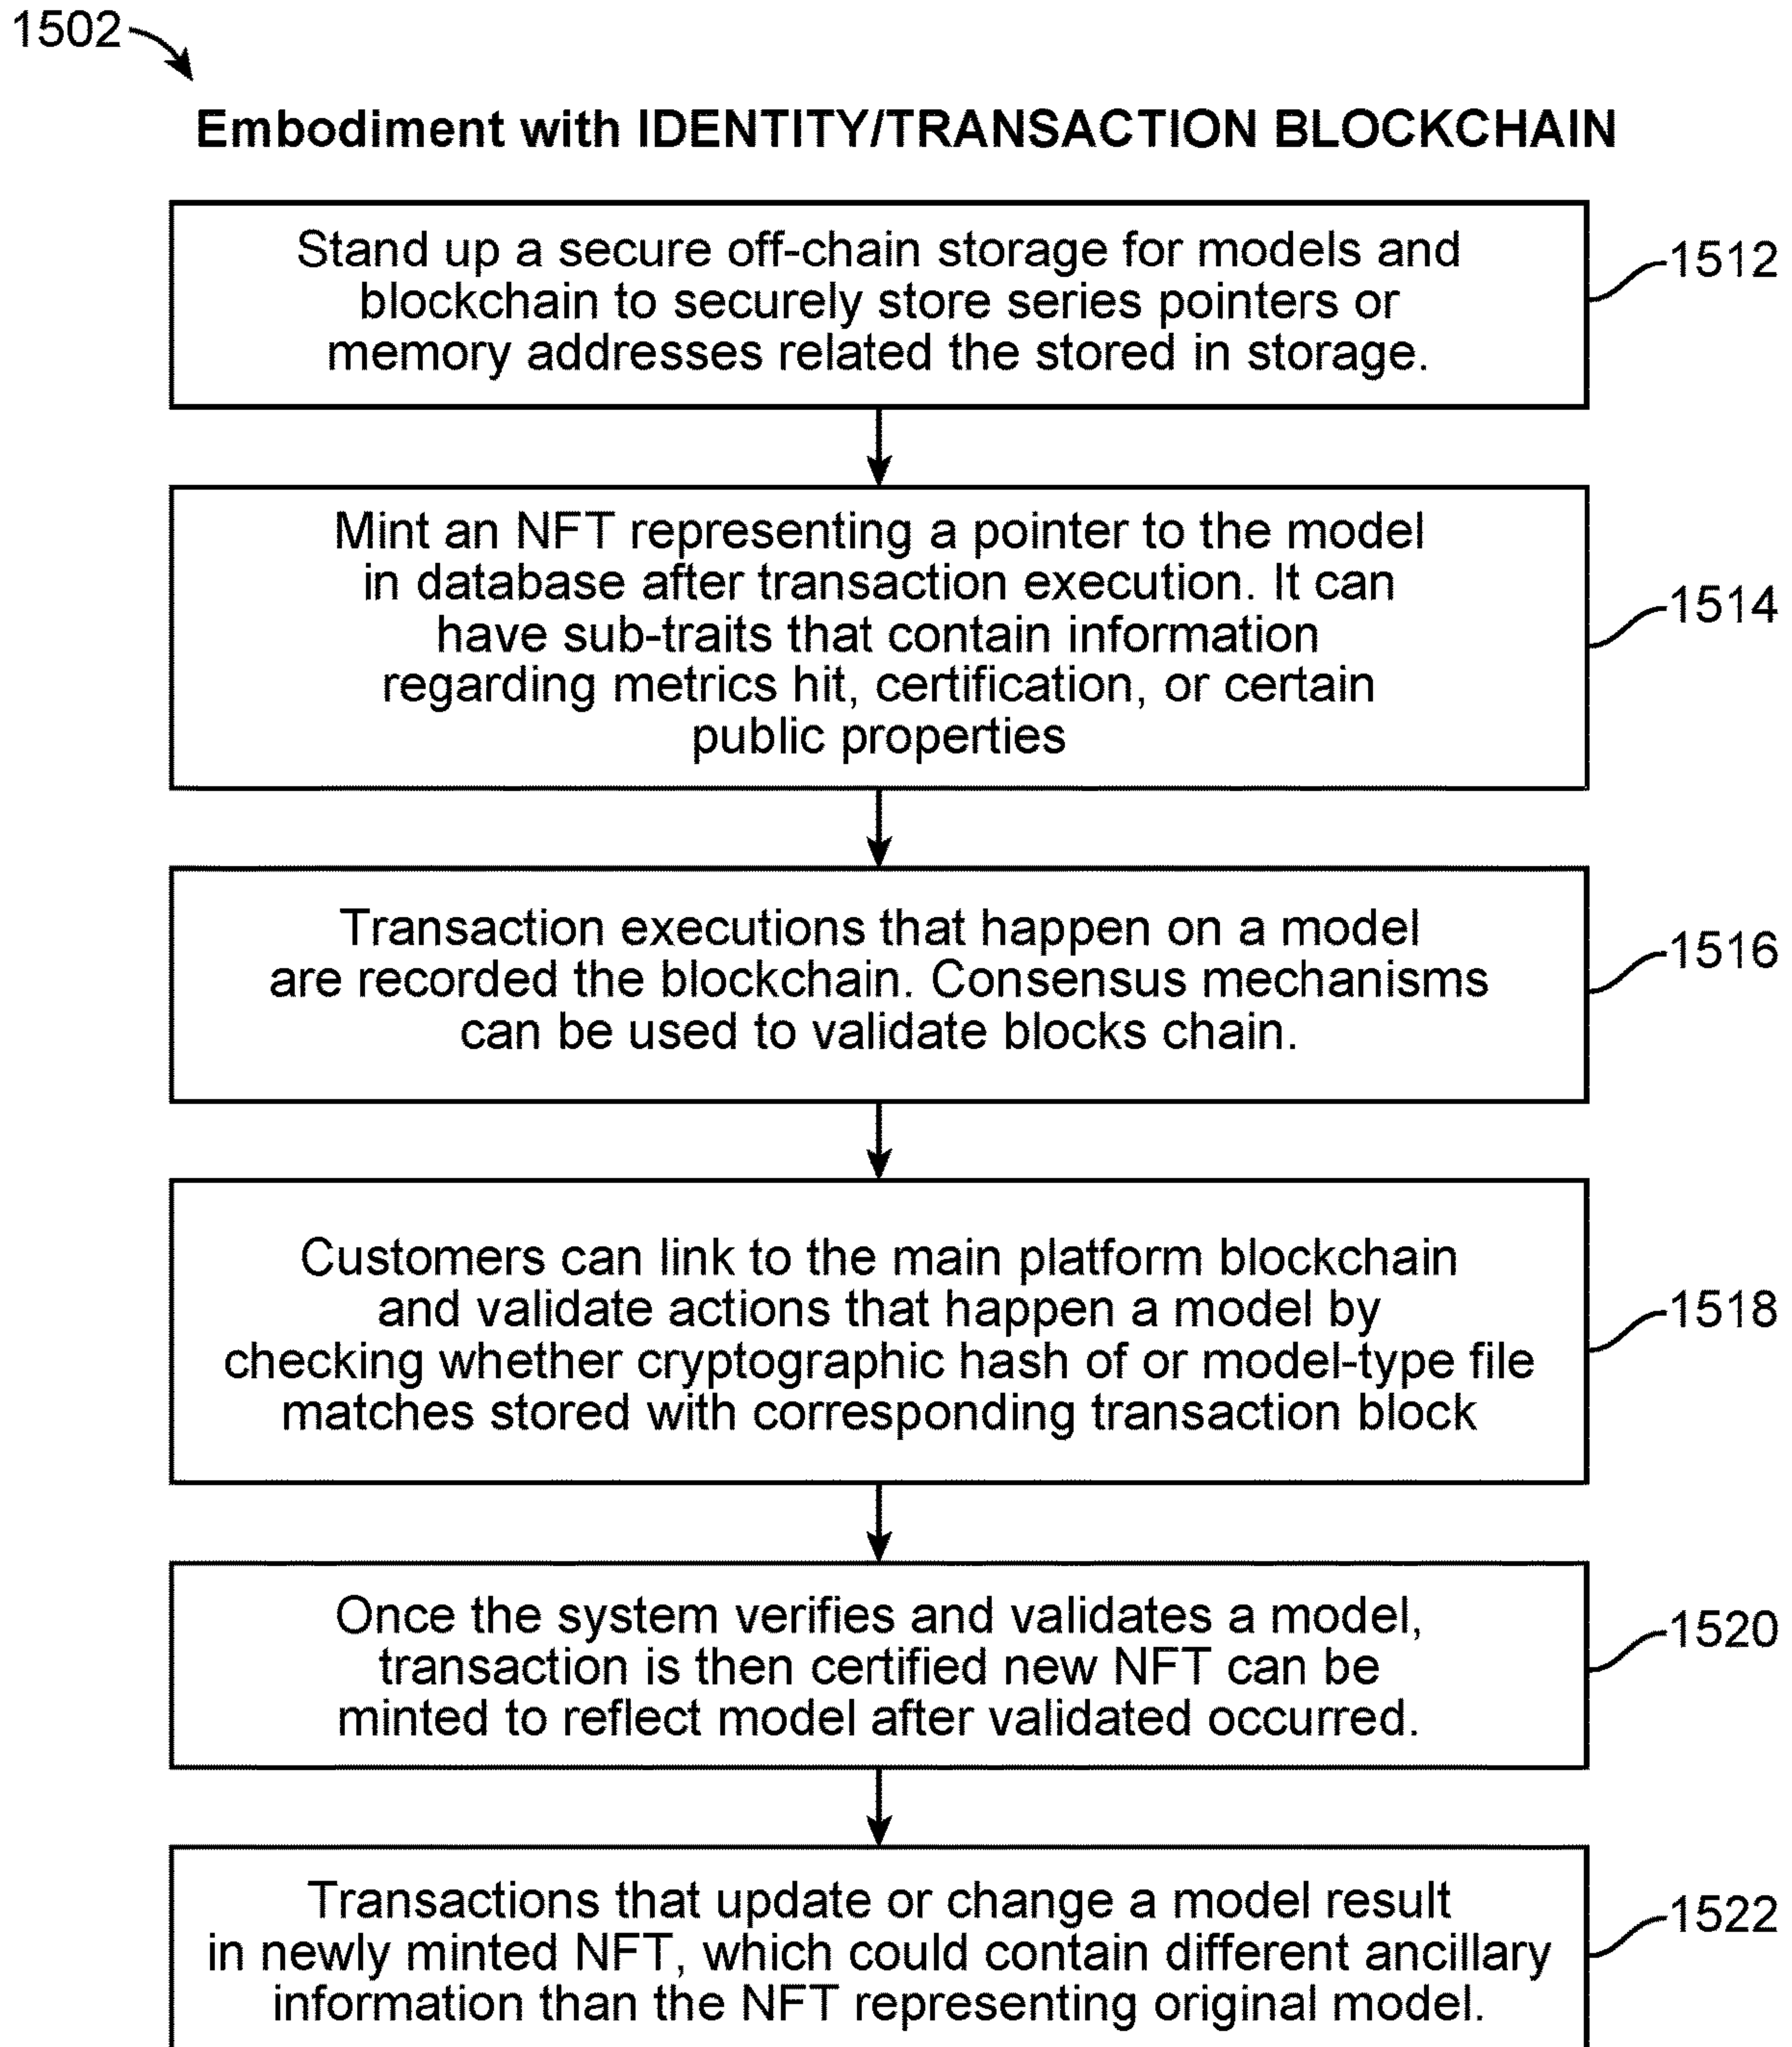 1502
Embodiment with IDENTITY/TRANSACTION BLOCKCHAIN
Stand up a secure off-chain storage for models and
blockchain to securely store series pointers or
memory addresses related the stored in storage.
1512
Mint an NFT representing a pointer to the model
in database after transaction execution. It can
have sub-traits that contain information
regarding metrics hit, certification, or certain
public properties
1514
Transaction executions that happen on a model
are recorded the blockchain. Consensus mechanisms
can be used to validate blocks chain.
1516
Customers can link to the main platform blockchain
and validate actions that happen a model by
checking whether cryptographic hash of or model-type file
matches stored with corresponding transaction block
1518
Once the system verifies and validates a model,
transaction is then certified new NFT can be
minted to reflect model after validated occurred.
1520
Transactions that update or change a model result
in newly minted NFT, which could contain different ancillary
information than the NFT representing original model.
1522